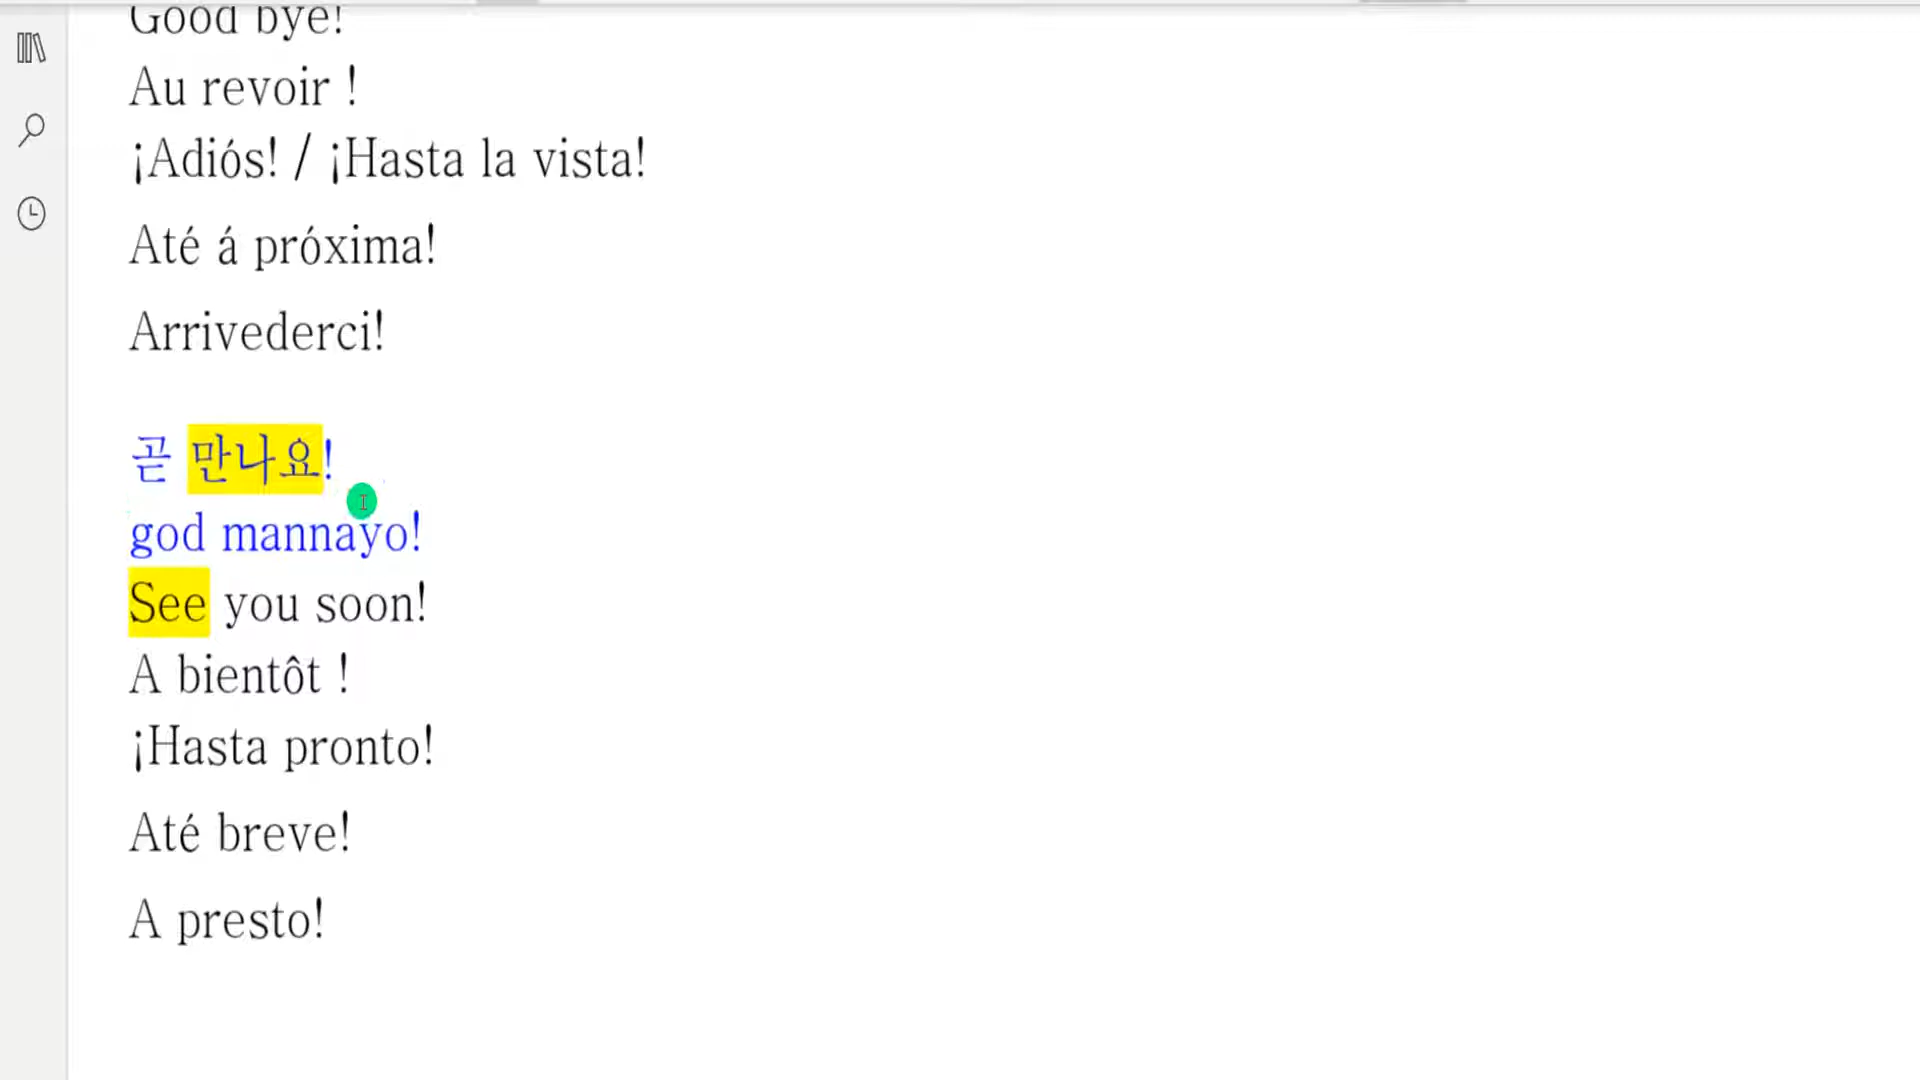 Good bye!
Au revoir !
¡Adiós! / ¡Hasta la vista!
Até á próxima!
Arrivederci!
곧 만나요!
god mannayo!
See you soon!
A bientôt !
¡Hasta pronto!
Até breve!
A presto!